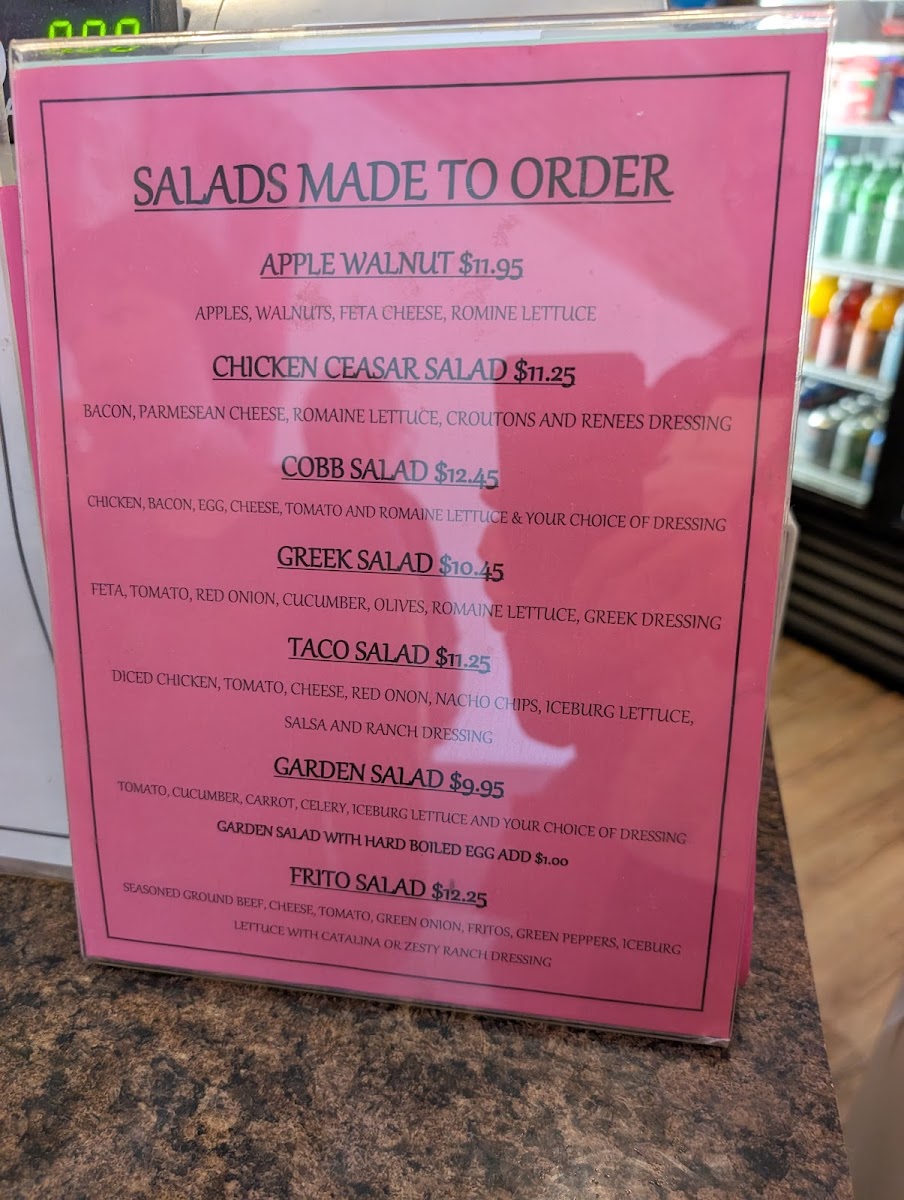 SALADS MADE TO ORDER
APPLE WALNUT $11.95
APPLES, WALNUTS, FETA CHEESE, ROMINE LETTUCE
CHICKEN CEASAR SALAD $11.25
BACON, PARMESEAN CHEESE, ROMAINE LETTUCE, CROUTONS AND RENEES DRESSING
COBB SALAD $12.45
CHICKEN, BACON, EGG, CHEESE, TOMATO AND ROMAINE LETTUCE & YOUR CHOICE OF DRESSING
GREEK SALAD $10.45
FETA, TOMATO, RED ONION, CUCUMBER, OLIVES, ROMAINE LETTUCE, GREEK DRESSING
TACO SALAD $11.25
DICED CHICKEN, TOMATO, CHEESE, RED ONON, NACHO CHIPS, ICEBURG LETTUCE,
SALSA AND RANCH DRESSING
GARDEN SALAD $9.95
TOMATO, CUCUMBER, CARROT, CELERY, ICEBURG LETTUCE AND YOUR CHOICE OF DRESSING
GARDEN SALAD WITH HARD BOILED EGG ADD $1.00
FRITO SALAD $12.25
SEASONED GROUND BEEF, CHEESE, TOMATO, GREEN ONION, FRITOS, GREEN PEPPERS, ICEBURG
LETTUCE WITH CATALINA OR ZESTY RANCH DRESSING